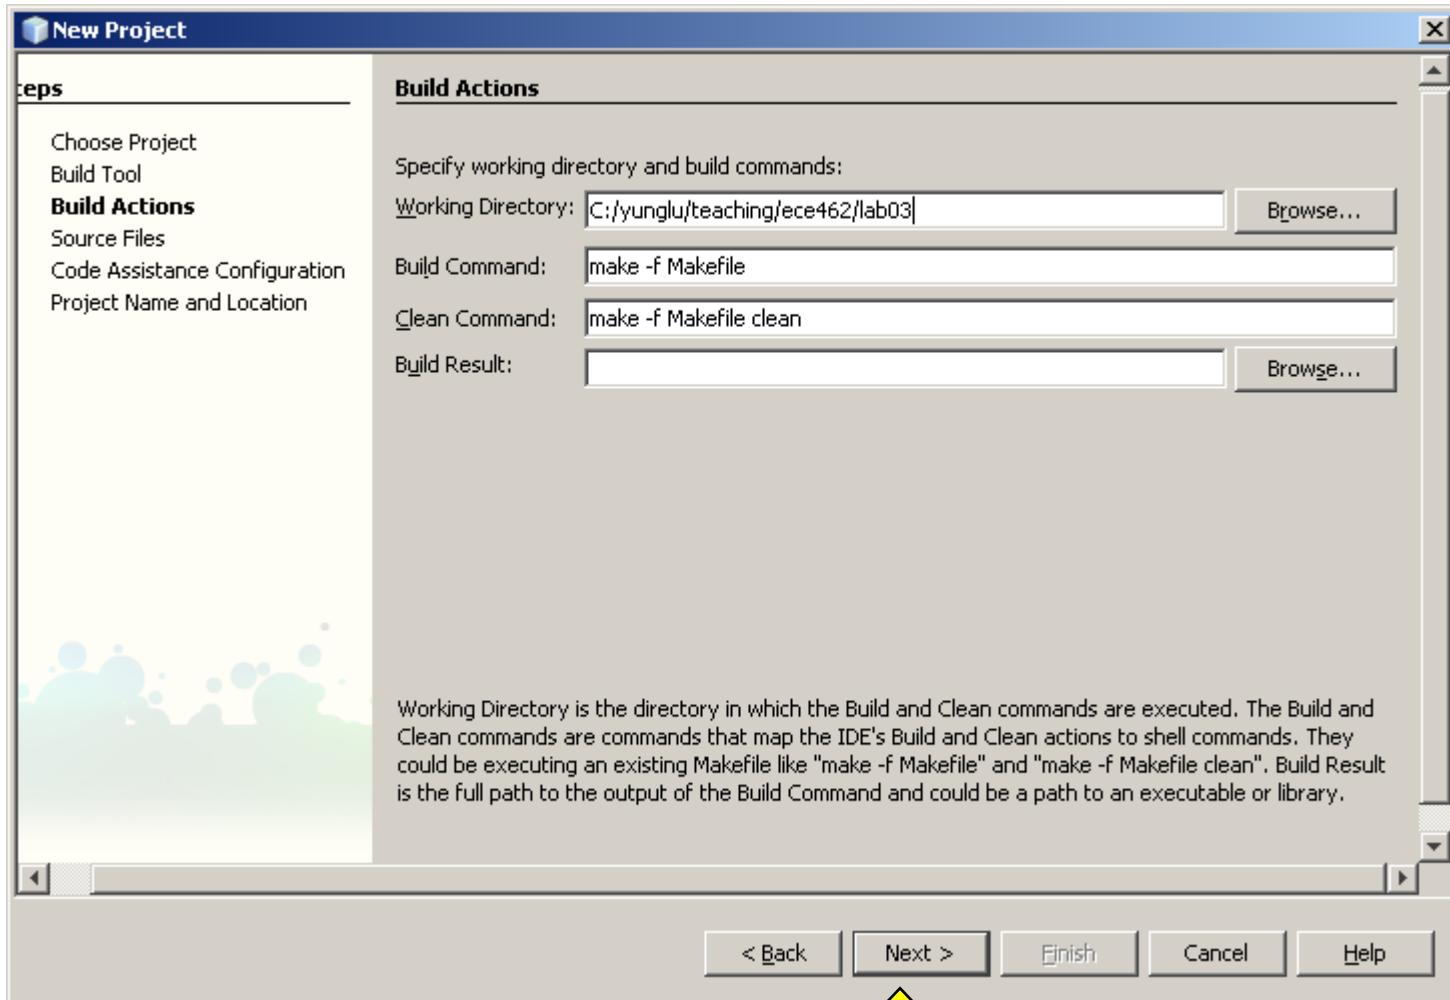 New Project
teps
Choose Project
Build Tool
Build Actions
Source Files
Code Assistance Configuration
Project Name and Location
Build Actions
Specify working directory and build commands:
Working Directory: C:/yunglu/teaching/ece462/lab03 Browse...
Build Command: make -f Makefile
Clean Command: make -f Makefile clean
Build Result: Browse...
Working Directory is the directory in which the Build and Clean commands are executed. The Build and
Clean commands are commands that map the IDE's Build and Clean actions to shell commands. They
could be executing an existing Makefile like "make -f Makefile" and "make -f Makefile clean". Build Result
is the full path to the output of the Build Command and could be a path to an executable or library.
< Back Next > Finish Cancel Help